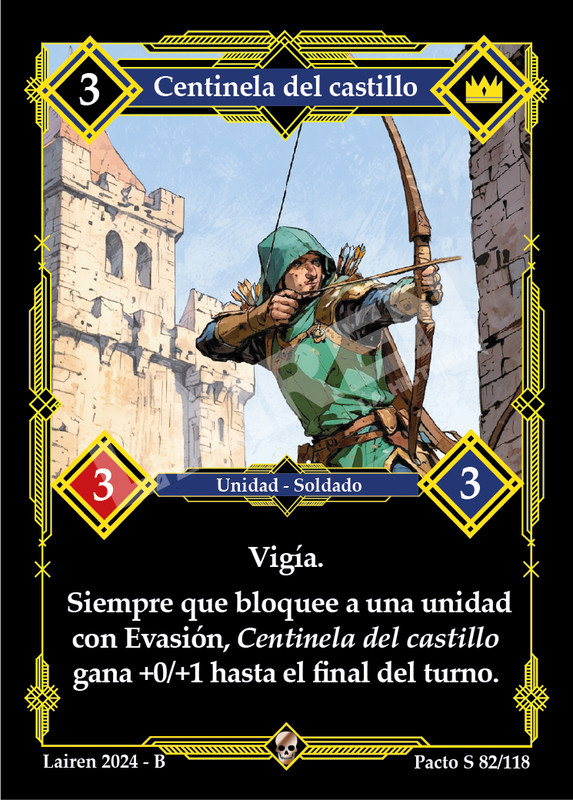 3
Centinela del castillo
3
Unidad - Soldado
3
Vigía.
Siempre que bloquee a una unidad
con Evasión, Centinela del castillo
gana +0/+1 hasta el final del turno.
Lairen 2024 - B
Pacto S 82/118